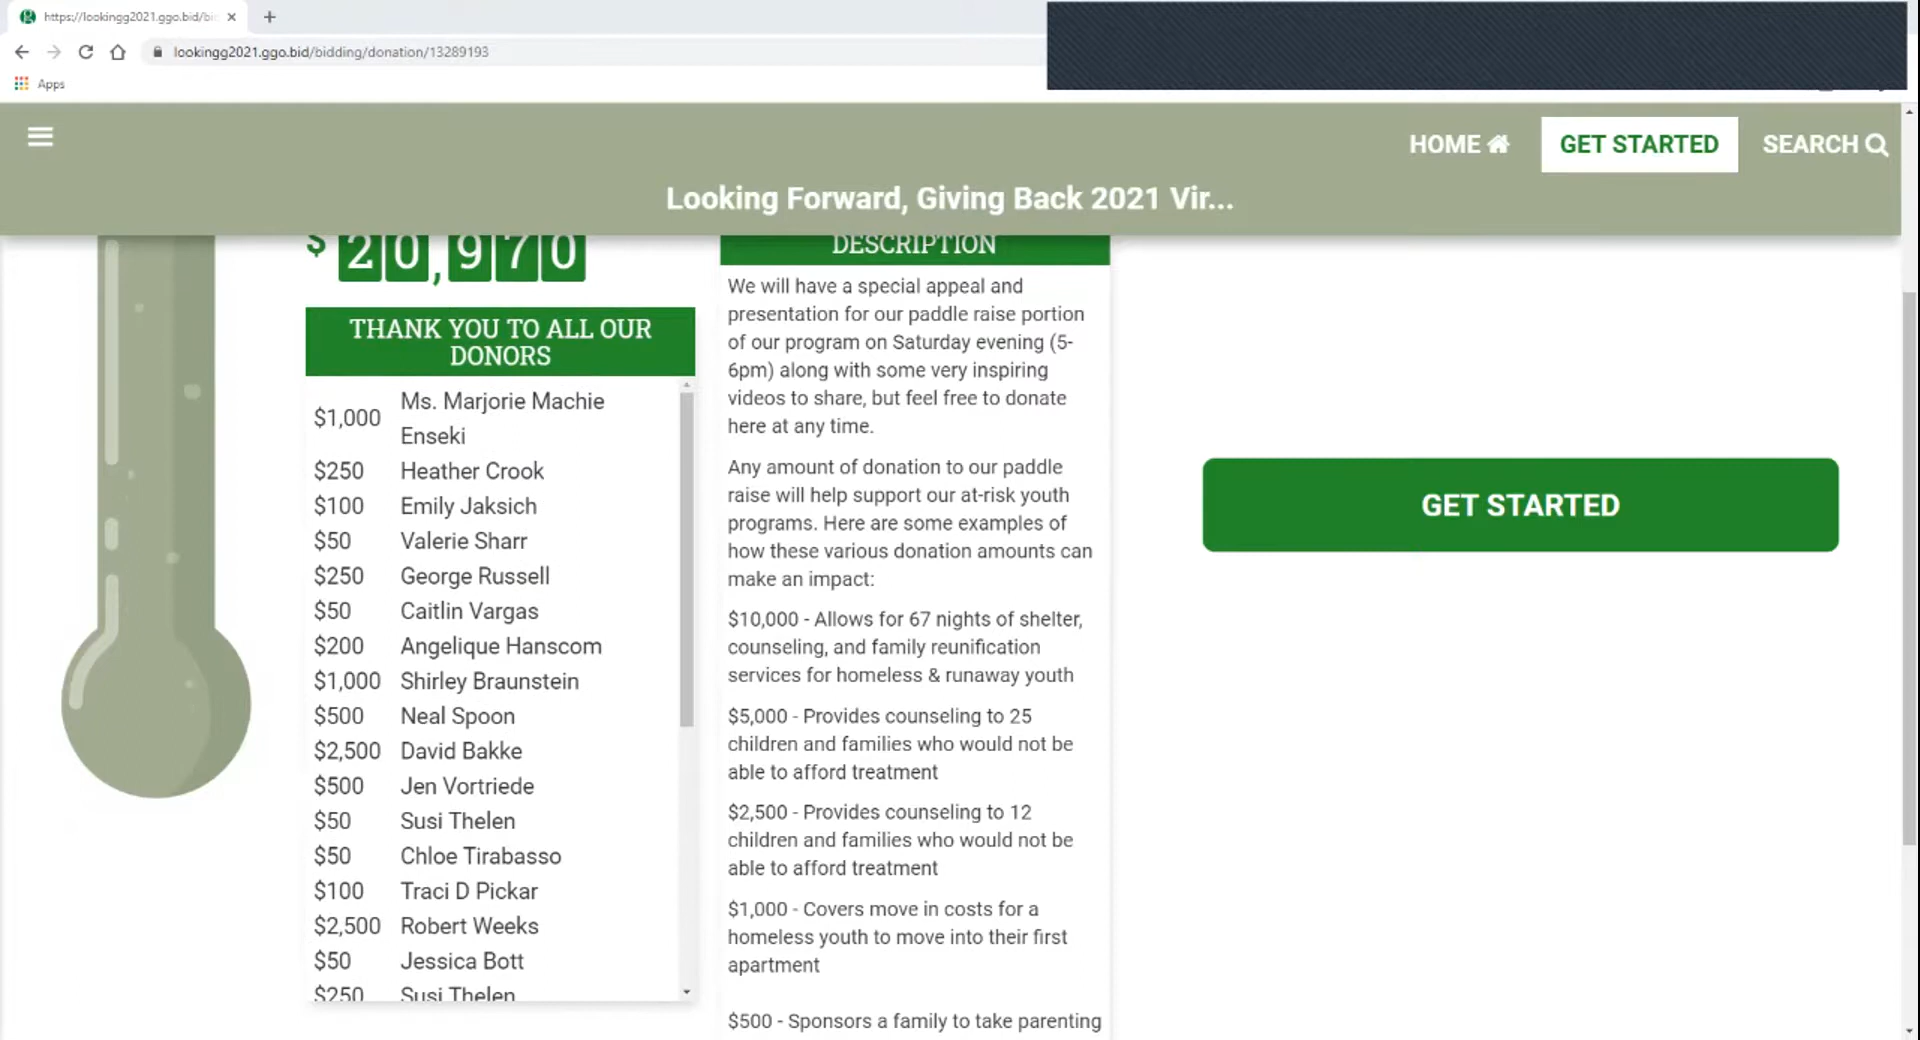 https://lookingg2021.ggo.bid/bi
lookingg2021.ggo.bid/bidding/donation/13289193
Apps
HOME
GET STARTED
SEARCH
Looking Forward, Giving Back 2021 Vir...
$ 20,970
THANK YOU TO ALL OUR
DONORS
$1,000 Ms. Marjorie Machie
Enseki
$250 Heather Crook
$100 Emily Jaksich
$50 Valerie Sharr
$250 George Russell
$50 Caitlin Vargas
$200 Angelique Hanscom
$1,000 Shirley Braunstein
$500 Neal Spoon
$2,500 David Bakke
$500 Jen Vortriede
$50 Susi Thelen
$50 Chloe Tirabasso
$100 Traci D Pickar
$2,500 Robert Weeks
$50 Jessica Bott
$250 Susi Thelen
DESCRIPTION
We will have a special appeal and
presentation for our paddle raise portion
of our program on Saturday evening (5-
6pm) along with some very inspiring
videos to share, but feel free to donate
here at any time.
Any amount of donation to our paddle
raise will help support our at-risk youth
programs. Here are some examples of
how these various donation amounts can
make an impact:
$10,000 - Allows for 67 nights of shelter,
counseling, and family reunification
services for homeless & runaway youth
$5,000 - Provides counseling to 25
children and families who would not be
able to afford treatment
$2,500 - Provides counseling to 12
children and families who would not be
able to afford treatment
$1,000 - Covers move in costs for a
homeless youth to move into their first
apartment
$500 - Sponsors a family to take parenting
GET STARTED